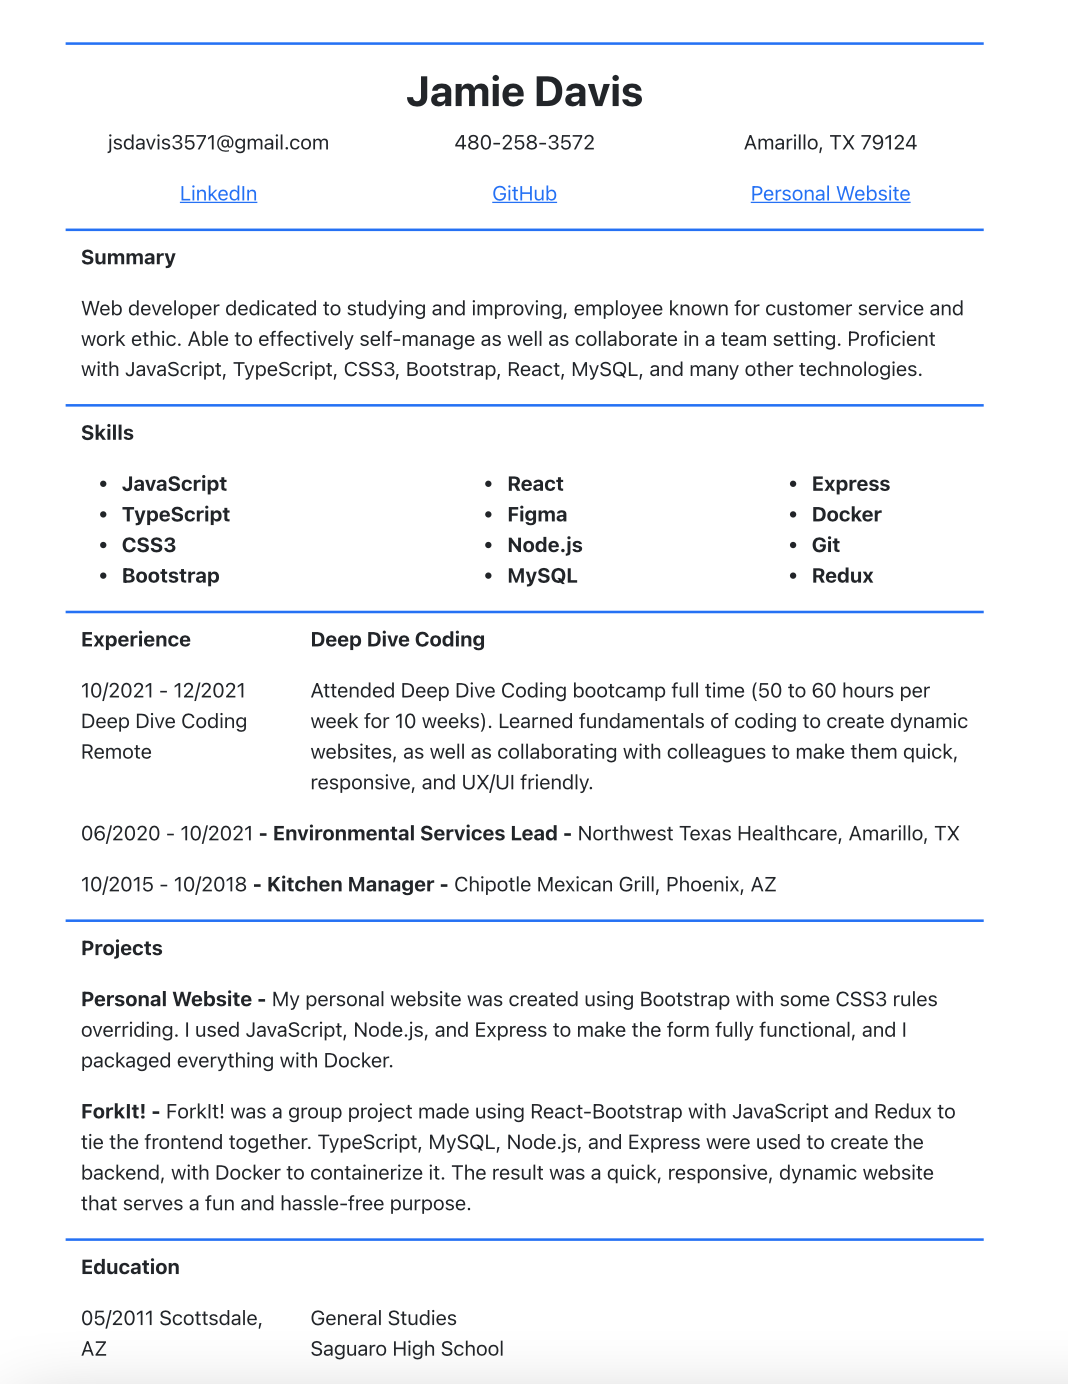 Jamie Davis
jsdavis3571@gmail.com 480-258-3572 Amarillo, TX 79124
LinkedIn GitHub Personal Website
Summary
Web developer dedicated to studying and improving, employee known for customer service and
work ethic. Able to effectively self-manage as well as collaborate in a team setting. Proficient
with JavaScript, TypeScript, CSS3, Bootstrap, React, MySQL, and many other technologies.
Skills
• JavaScript
• TypeScript
• CSS3
• Bootstrap
• React
• Figma
• Node.js
• MySQL
• Express
• Docker
• Git
• Redux
Experience
10/2021 - 12/2021
Deep Dive Coding
Remote
Deep Dive Coding
Attended Deep Dive Coding bootcamp full time (50 to 60 hours per
week for 10 weeks). Learned fundamentals of coding to create dynamic
websites, as well as collaborating with colleagues to make them quick,
responsive, and UX/UI friendly.
06/2020 - 10/2021 - Environmental Services Lead - Northwest Texas Healthcare, Amarillo, TX
10/2015 - 10/2018 - Kitchen Manager - Chipotle Mexican Grill, Phoenix, AZ
Projects
Personal Website - My personal website was created using Bootstrap with some CSS3 rules
overriding. I used JavaScript, Node.js, and Express to make the form fully functional, and I
packaged everything with Docker.
ForkIt! - ForkIt! was a group project made using React-Bootstrap with JavaScript and Redux to
tie the frontend together. TypeScript, MySQL, Node.js, and Express were used to create the
backend, with Docker to containerize it. The result was a quick, responsive, dynamic website
that serves a fun and hassle-free purpose.
Education
05/2011 Scottsdale,
AZ
General Studies
Saguaro High School